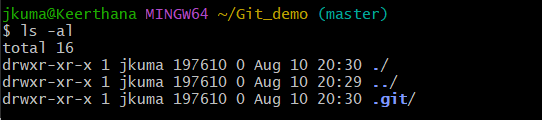 jkuma@Keerthana MINGW64 ~/Git_demo (master)
$ ls -al
total 16
drwxr-xr-x 1 jkuma 197610 0 Aug 10 20:30 ./
drwxr-xr-x 1 jkuma 197610 0 Aug 10 20:29 ../
drwxr-xr-x 1 jkuma 197610 0 Aug 10 20:30 .git/